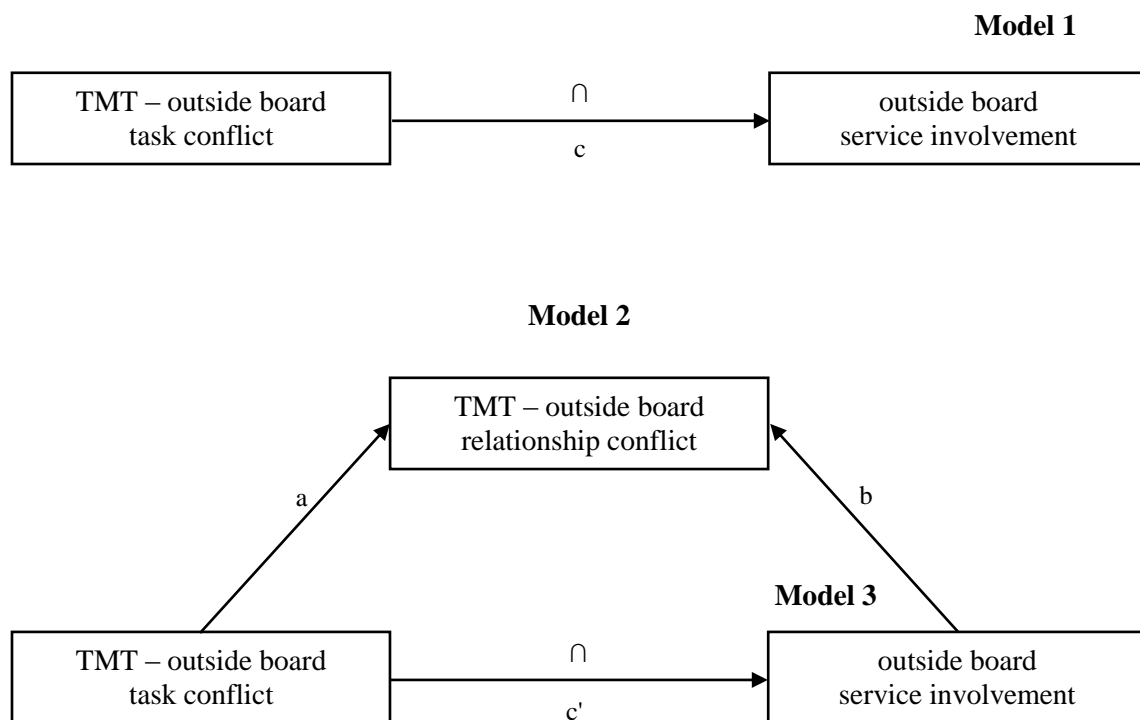 Model 1
TMT – outside board
task conflict
∩
c
outside board
service involvement
Model 2
TMT – outside board
relationship conflict
a
b
Model 3
TMT – outside board
task conflict
∩
c'
outside board
service involvement